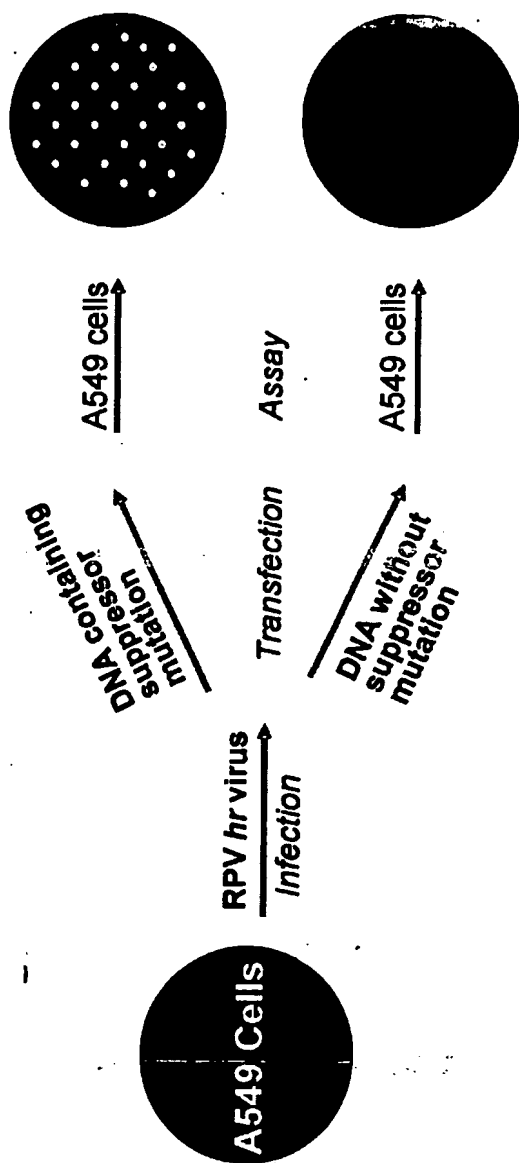 A549 Cells
RPV hr virus
Infection
DNA containing
suppressor
mutation
Transfection
DNA without
suppressor
mutation
A549 cells
Assay
A549 cells